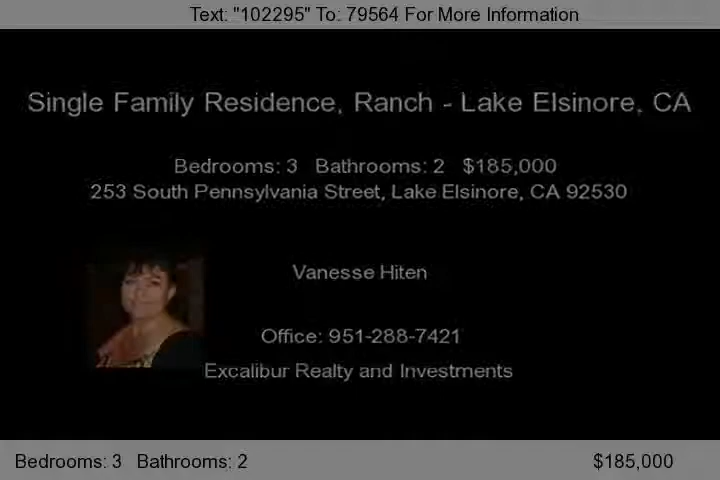 Text: "102295" To: 79564 For More Information
Single Family Residence, Ranch - Lake Elsinore, CA
Bedrooms: 3 Bathrooms: 2 $185,000
253 South Pennsylvania Street, Lake Elsinore, CA 92530
Vanesse Hiten
Office: 951-288-7421
Excalibur Realty and Investments
Bedrooms: 3 Bathrooms: 2 $185,000